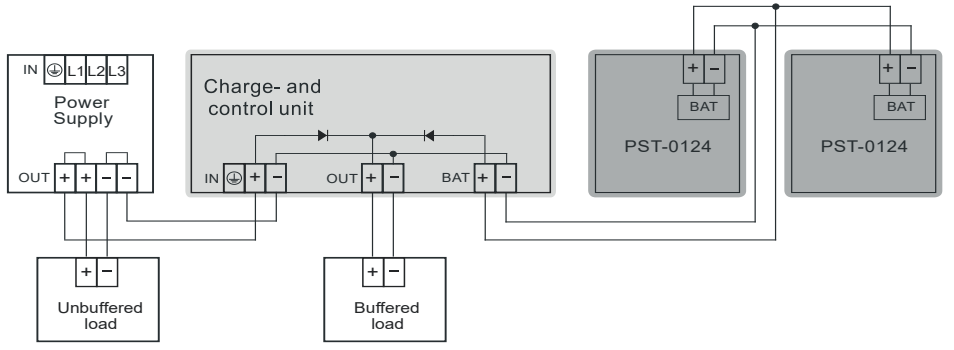 IN ⏚ L1 L2 L3
Power
Supply
OUT + + − −
Charge- and
control unit
IN ⏚ + −
OUT + −
BAT + −
+ −
BAT
PST-0124
+ −
BAT
PST-0124
+ −
Unbuffered
load
+ −
Buffered
load